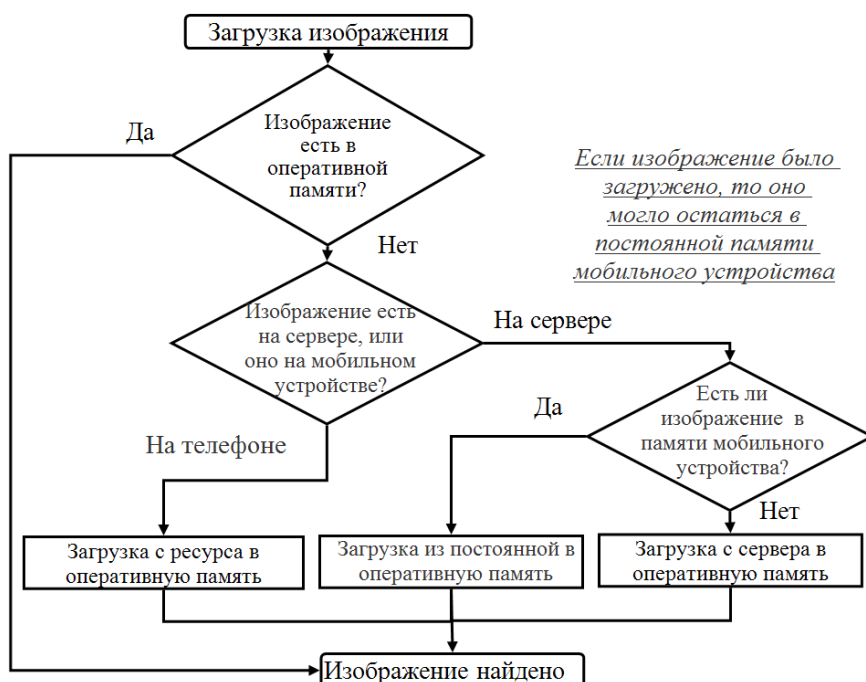 Загрузка изображения
Да
Изображение
есть в
оперативной
памяти?
Если изображение было
загружено, то оно
могло остаться в
постоянной памяти
мобильного устройства
Нет
Изображение есть
на сервере, или
оно на мобильном
устройстве?
На сервере
Есть ли
изображение в
памяти мобильного
устройства?
Да
На телефоне
Нет
Загрузка с ресурса в
оперативную память
Загрузка из постоянной в
оперативную память
Загрузка с сервера в
оперативную память
Изображение найдено